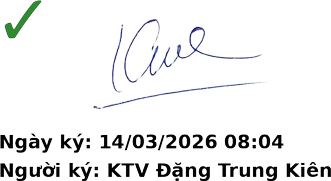 Ngày ký: 14/03/2026 08:04
Người ký: KTV Đặng Trung Kiên